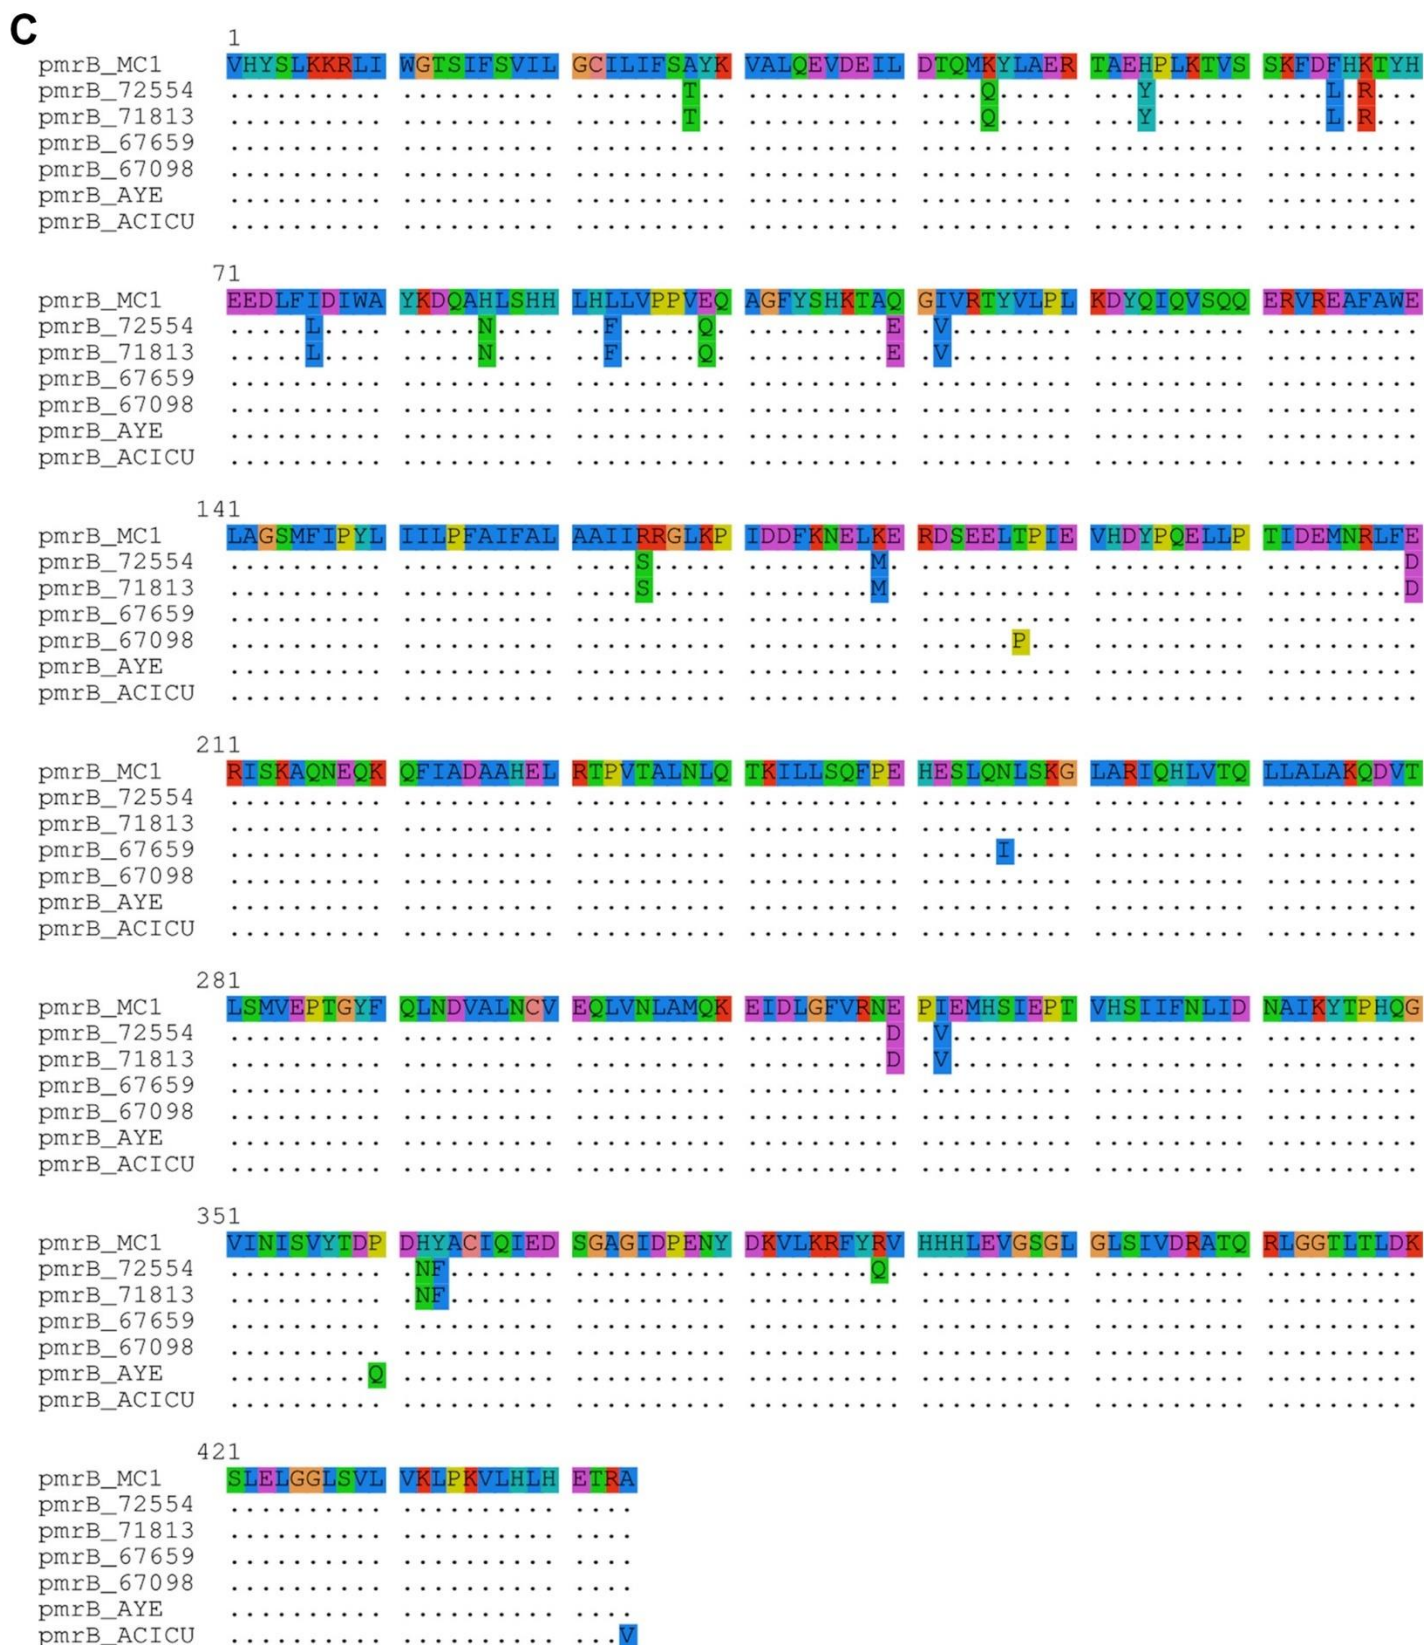 C
1
pmrB_MC1 VHYSLKKRLI WGTSIFSVIL GCILIFSAYK VALQEVDEIL DTQMKYLAER TAEHPLKTVS SKFDFHKTYH
pmrB_72554 .......... .......... .......T.. .......... ....Q..... ...Y...... ....L.R...
pmrB_71813 .......... .......... .......T.. .......... ....Q..... ...Y...... ....L.R...
pmrB_67659 .......... .......... .......... .......... .......... .......... ..........
pmrB_67098 .......... .......... .......... .......... .......... .......... ..........
pmrB_AYE .......... .......... .......... .......... .......... .......... ..........
pmrB_ACICU .......... .......... .......... .......... .......... .......... ..........
71
pmrB_MC1 EEDLFIDIWA YKDQAHLSHH LHLLVPPVEQ AGFYSHKTAQ GIVRTYVLPL KDYQIQVSQQ ERVREAFAWE
pmrB_72554 .....L.... .....N.... ..F.....Q. .........E .V........ .......... ..........
pmrB_71813 .....L.... .....N.... ..F.....Q. .........E .V........ .......... ..........
pmrB_67659 .......... .......... .......... .......... .......... .......... ..........
pmrB_67098 .......... .......... .......... .......... .......... .......... ..........
pmrB_AYE .......... .......... .......... .......... .......... .......... ..........
pmrB_ACICU .......... .......... .......... .......... .......... .......... ..........
141
pmrB_MC1 LAGSMFIPYL IILPFAIFAL AAIIRRGLKP IDDFKNELKE RDSEELTPIE VHDYPQELLP TIDEMNRLFE
pmrB_72554 .......... .......... ....S..... ........M. .......... .......... .........D
pmrB_71813 .......... .......... ....S..... ........M. .......... .......... .........D
pmrB_67659 .......... .......... .......... .......... .......... .......... ..........
pmrB_67098 .......... .......... .......... .......... ......P... .......... ..........
pmrB_AYE .......... .......... .......... .......... .......... .......... ..........
pmrB_ACICU .......... .......... .......... .......... .......... .......... ..........
211
pmrB_MC1 RISKAQNEQK QFIADAAHEL RTPVTALNLQ TKILLSQFPE HESLQNLSKG LARIQHLVTQ LLALAKQDVT
pmrB_72554 .......... .......... .......... .......... .......... .......... ..........
pmrB_71813 .......... .......... .......... .......... .......... .......... ..........
pmrB_67659 .......... .......... .......... .......... .....I.... .......... ..........
pmrB_67098 .......... .......... .......... .......... .......... .......... ..........
pmrB_AYE .......... .......... .......... .......... .......... .......... ..........
pmrB_ACICU .......... .......... .......... .......... .......... .......... ..........
281
pmrB_MC1 LSMVEPTGYF QLNDVALNCV EQLVNLAMQK EIDLGFVRNE PIEMHSIEPT VHSIIFNLID NAIKYTPHQG
pmrB_72554 .......... .......... .......... .........D .V........ .......... ..........
pmrB_71813 .......... .......... .......... .........D .V........ .......... ..........
pmrB_67659 .......... .......... .......... .......... .......... .......... ..........
pmrB_67098 .......... .......... .......... .......... .......... .......... ..........
pmrB_AYE .......... .......... .......... .......... .......... .......... ..........
pmrB_ACICU .......... .......... .......... .......... .......... .......... ..........
351
pmrB_MC1 VINISVYTDP DHYACIQIED SGAGIDPENY DKVLKRFYRV HHHLEVGSGL GLSIVDRATQ RLGGTLTLDK
pmrB_72554 .......... .NF....... .......... ........Q. .......... .......... ..........
pmrB_71813 .......... .NF....... .......... .......... .......... .......... ..........
pmrB_67659 .......... .......... .......... .......... .......... .......... ..........
pmrB_67098 .......... .......... .......... .......... .......... .......... ..........
pmrB_AYE .........Q .......... .......... .......... .......... .......... ..........
pmrB_ACICU .......... .......... .......... .......... .......... .......... ..........
421
pmrB_MC1 SLELGGLSVL VKLPKVLHLH ETRA
pmrB_72554 .......... .......... ....
pmrB_71813 .......... .......... ....
pmrB_67659 .......... .......... ....
pmrB_67098 .......... .......... ....
pmrB_AYE .......... .......... ....
pmrB_ACICU .......... .......... ...V